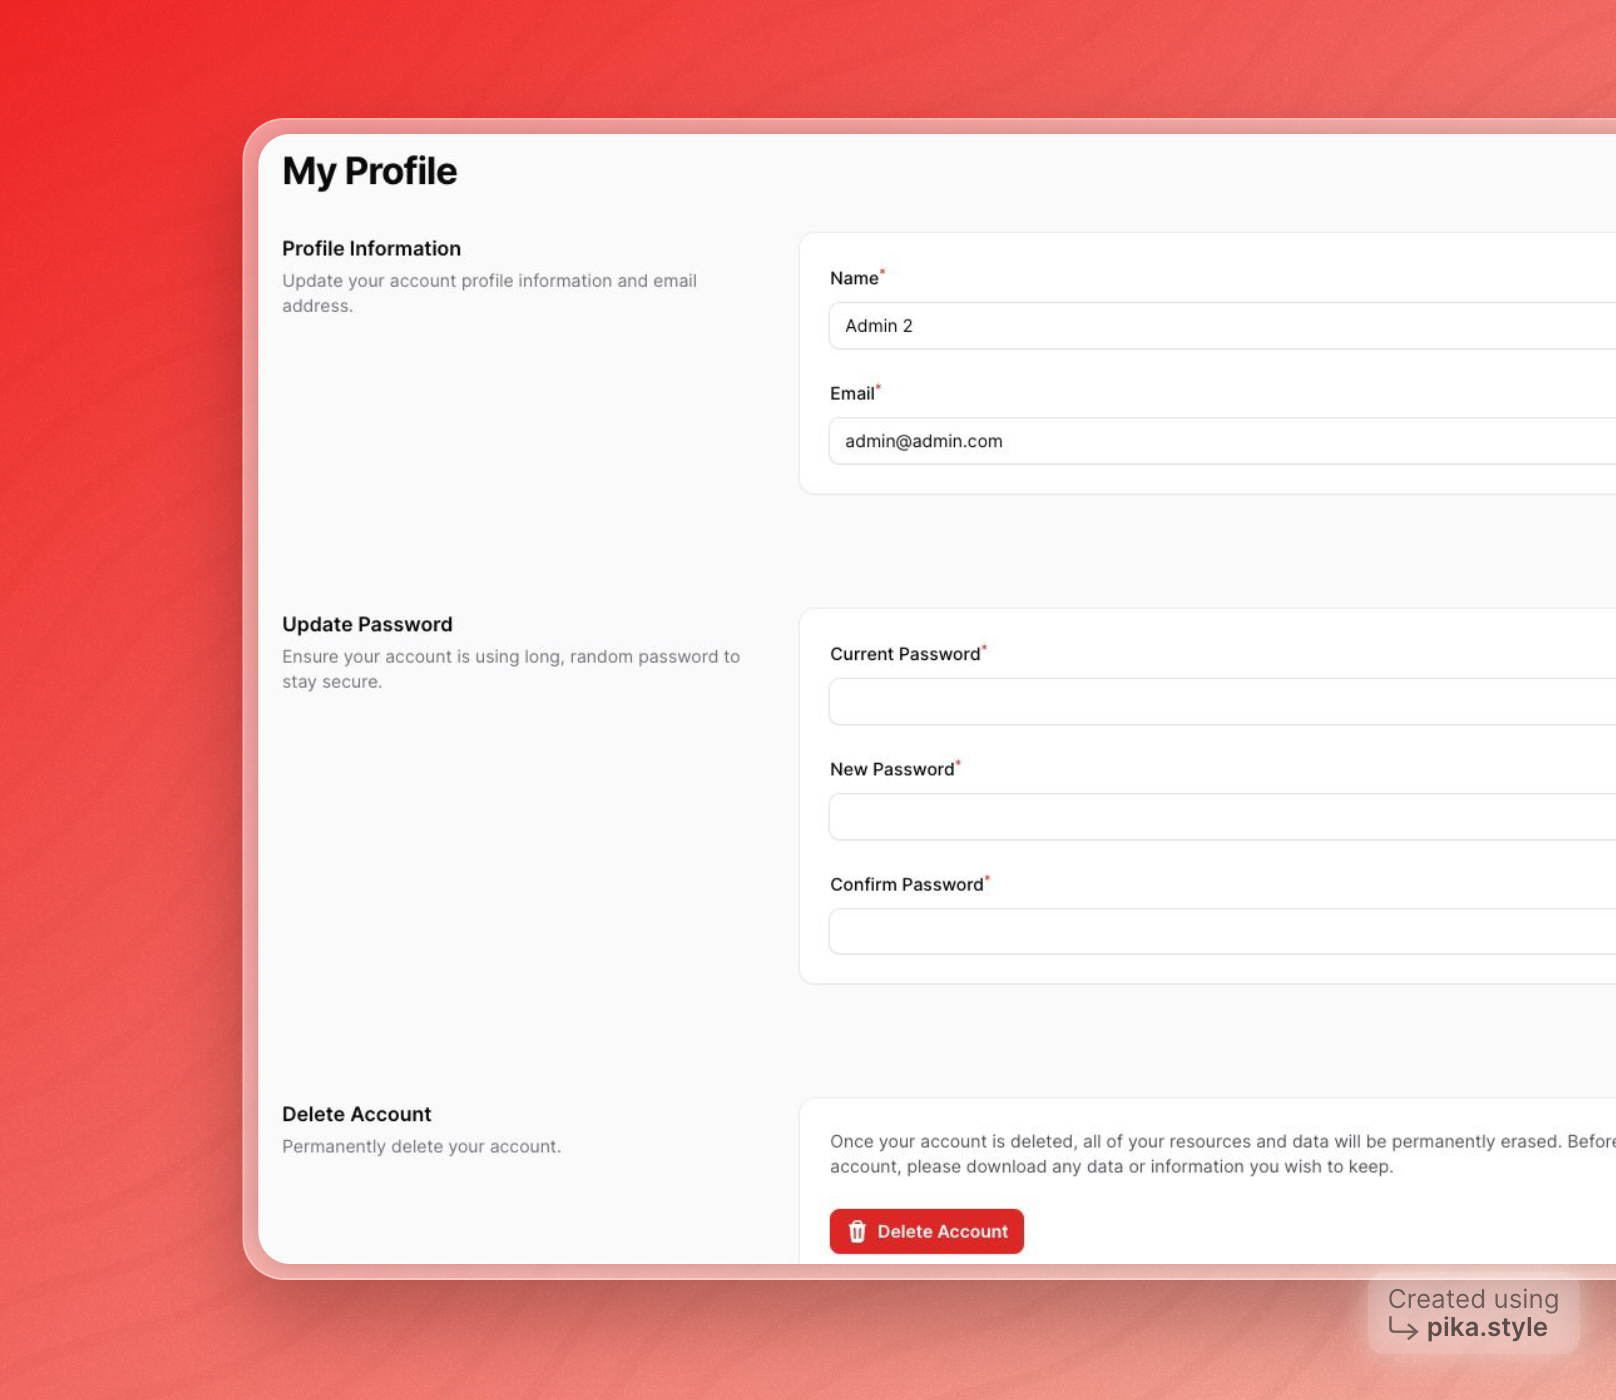 My Profile
Profile Information
Update your account profile information and email
address.
Name*
Admin 2
Email*
admin@admin.com
Update Password
Ensure your account is using long, random password to
stay secure.
Current Password*
New Password*
Confirm Password*
Delete Account
Permanently delete your account.
Once your account is deleted, all of your resources and data will be permanently erased. Before
account, please download any data or information you wish to keep.
Delete Account
Created using
pika.style